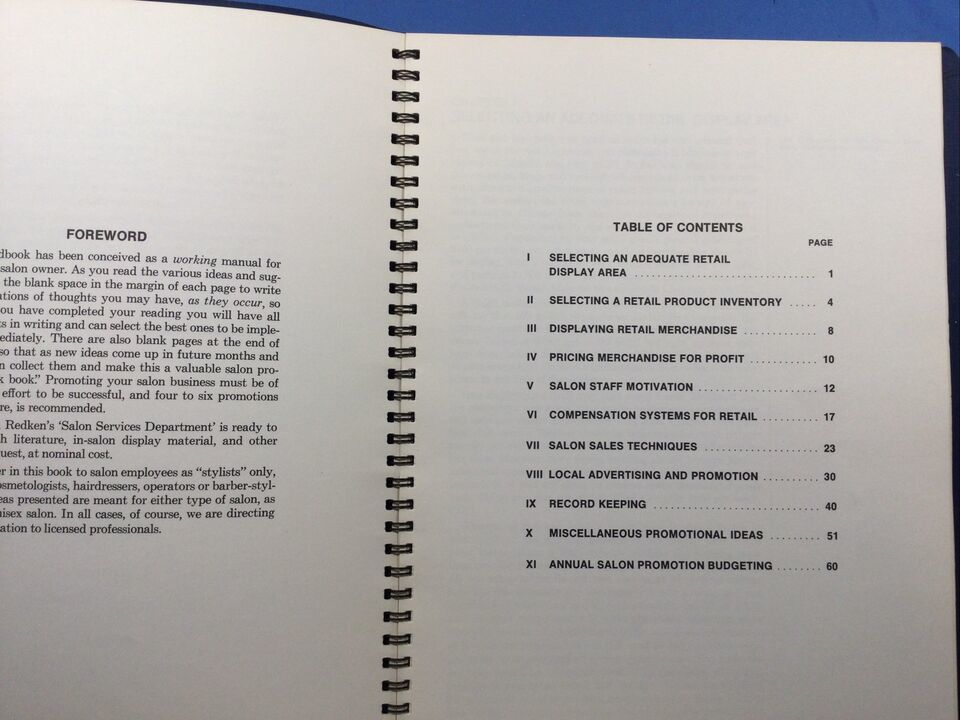 FOREWORD
dbook has been conceived as a working manual for
salon owner. As you read the various ideas and sug-
the blank space in the margin of each page to write
ations of thoughts you may have, as they occur, so
ou have completed your reading you will have all
ts in writing and can select the best ones to be imple-
ediately. There are also blank pages at the end of
so that as new ideas come up in future months and
n collect them and make this a valuable salon pro-
k book." Promoting your salon business must be of
effort to be successful, and four to six promotions
re, is recommended.
Redken's 'Salon Services Department' is ready to
h literature, in-salon display material, and other
uest, at nominal cost.
er in this book to salon employees as "stylists" only,
osmetologists, hairdressers, operators or barber-styl-
eas presented are meant for either type of salon, as
nisex salon. In all cases, of course, we are directing
ation to licensed professionals.
TABLE OF CONTENTS
PAGE
I SELECTING AN ADEQUATE RETAIL
DISPLAY AREA .............................. 1
II SELECTING A RETAIL PRODUCT INVENTORY ..... 4
III DISPLAYING RETAIL MERCHANDISE ............ 8
IV PRICING MERCHANDISE FOR PROFIT ........... 10
V SALON STAFF MOTIVATION ................... 12
VI COMPENSATION SYSTEMS FOR RETAIL ......... 17
VII SALON SALES TECHNIQUES ................... 23
VIII LOCAL ADVERTISING AND PROMOTION ......... 30
IX RECORD KEEPING ........................... 40
X MISCELLANEOUS PROMOTIONAL IDEAS ......... 51
XI ANNUAL SALON PROMOTION BUDGETING ........ 60